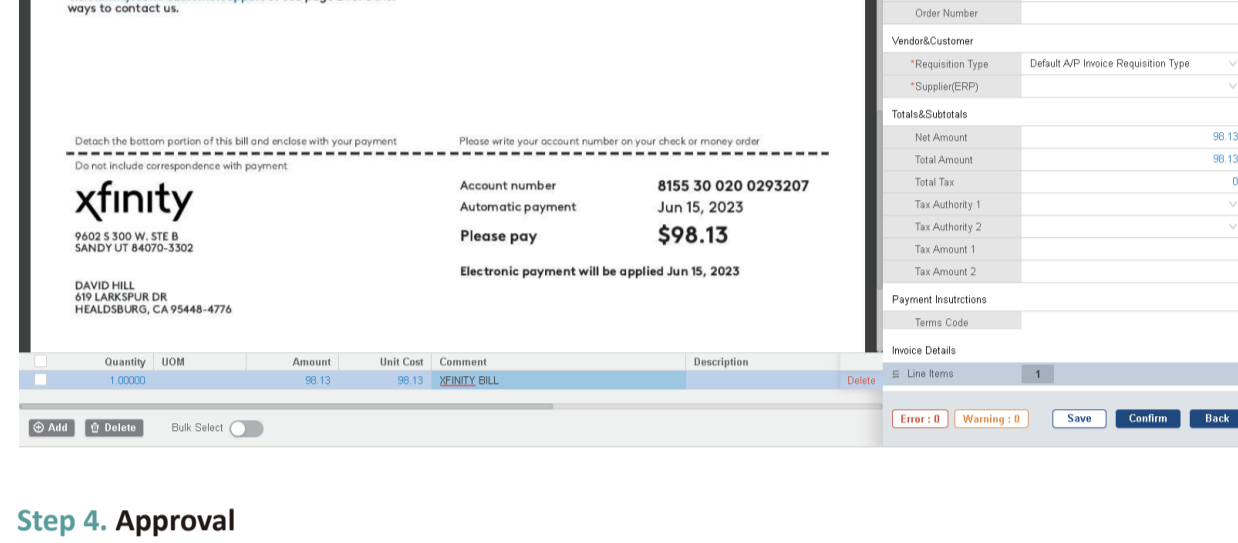 ways to contact us.
Detach the bottom portion of this bill and enclose with your payment
Please write your account number on your check or money order
Do not include correspondence with payment
xfinity
9602 S 300 W. STE B
SANDY UT 84070-3302
DAVID HILL
619 LARKSPUR DR
HEALDSBURG, CA 95448-4776
Account number 8155 30 020 0293207
Automatic payment Jun 15, 2023
Please pay $98.13
Electronic payment will be applied Jun 15, 2023
Quantity UOM Amount Unit Cost Comment Description
1.00000 98.13 98.13 XFINITY BILL Delete
Add Delete Bulk Select
Order Number
Vendor&Customer
*Requisition Type Default A/P Invoice Requisition Type
*Supplier(ERP)
Totals&Subtotals
Net Amount 98.13
Total Amount 98.13
Total Tax 0
Tax Authority 1
Tax Authority 2
Tax Amount 1
Tax Amount 2
Payment Insutrctions
Terms Code
Invoice Details
Line Items 1
Error : 0 Warning : 0 Save Confirm Back
Step 4. Approval